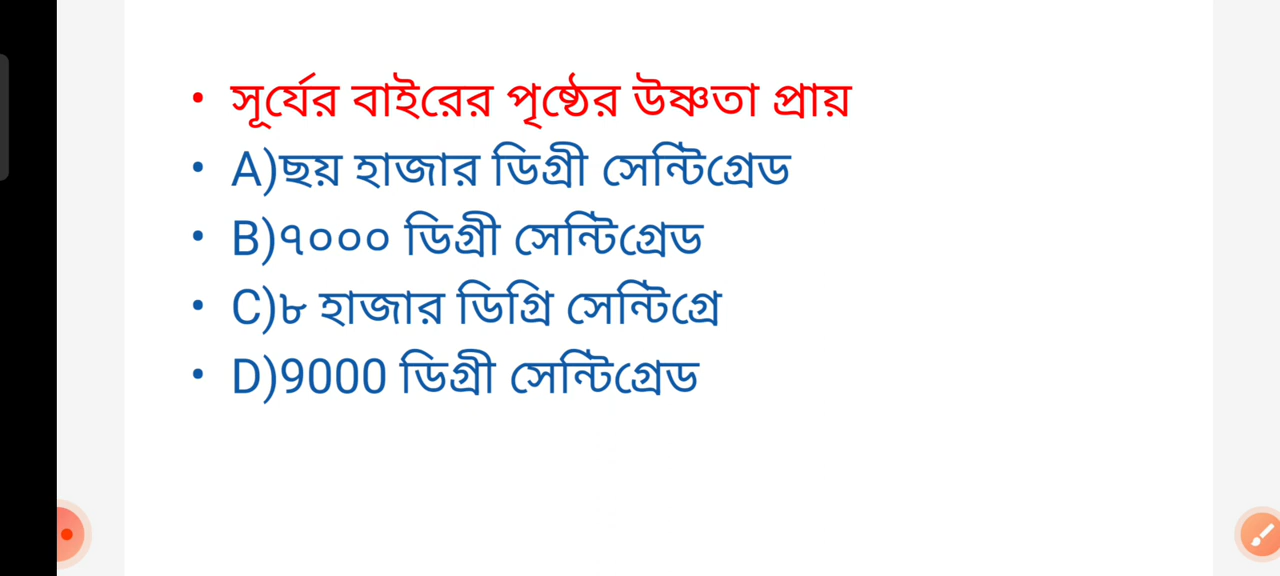 • সূর্যের বাইরের পৃষ্ঠের উষ্ণতা প্রায়
• A)ছয় হাজার ডিগ্রী সেন্টিগ্রেড
• B)৭০০০ ডিগ্রী সেন্টিগ্রেড
• C)৮ হাজার ডিগ্রি সেন্টিগ্রে
• D)9000 ডিগ্রী সেন্টিগ্রেড